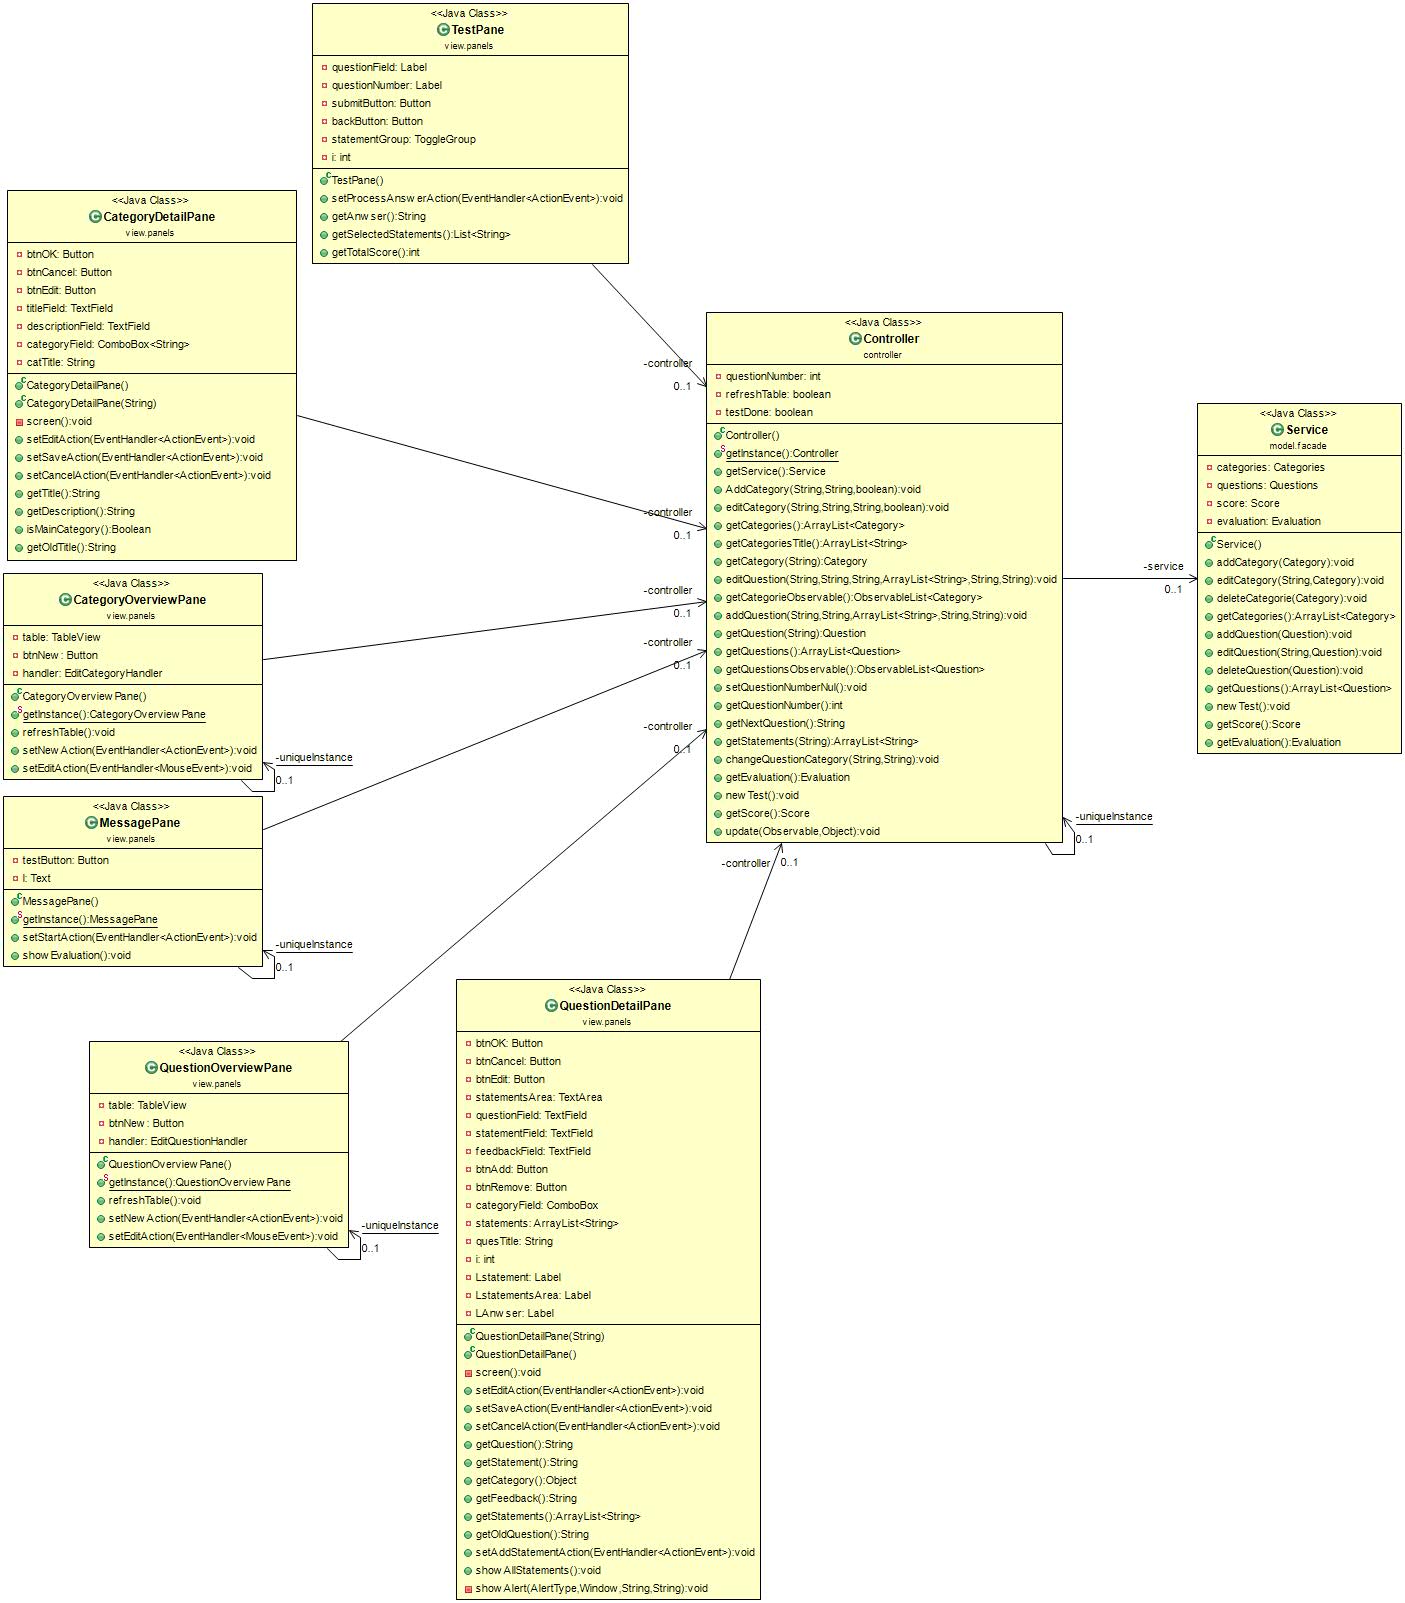 <<Java Class>>
TestPane
view.panels
questionField: Label
questionNumber: Label
submitButton: Button
backButton: Button
statementGroup: ToggleGroup
i: int
TestPane()
setProcessAnswerAction(EventHandler<ActionEvent>):void
getAnwser():String
getSelectedStatements():List<String>
getTotalScore():int
<<Java Class>>
CategoryDetailPane
view.panels
btnOK: Button
btnCancel: Button
btnEdit: Button
titleField: TextField
descriptionField: TextField
categoryField: ComboBox<String>
catTitle: String
CategoryDetailPane()
CategoryDetailPane(String)
screen():void
setEditAction(EventHandler<ActionEvent>):void
setSaveAction(EventHandler<ActionEvent>):void
setCancelAction(EventHandler<ActionEvent>):void
getTitle():String
getDescription():String
isMainCategory():Boolean
getOldTitle():String
<<Java Class>>
CategoryOverviewPane
view.panels
table: TableView
btnNew: Button
handler: EditCategoryHandler
CategoryOverviewPane()
getInstance():CategoryOverviewPane
refreshTable():void
setNewAction(EventHandler<ActionEvent>):void
setEditAction(EventHandler<MouseEvent>):void
-uniqueInstance
0..1
<<Java Class>>
MessagePane
view.panels
testButton: Button
l: Text
MessagePane()
getInstance():MessagePane
setStartAction(EventHandler<ActionEvent>):void
showEvaluation():void
-uniqueInstance
0..1
<<Java Class>>
QuestionOverviewPane
view.panels
table: TableView
btnNew: Button
handler: EditQuestionHandler
QuestionOverviewPane()
getInstance():QuestionOverviewPane
refreshTable():void
setNewAction(EventHandler<ActionEvent>):void
setEditAction(EventHandler<MouseEvent>):void
-uniqueInstance
0..1
-controller
0..1
-controller
0..1
-controller
0..1
-controller
0..1
-controller
0..1
-controller
0..1
<<Java Class>>
Controller
controller
questionNumber: int
refreshTable: boolean
testDone: boolean
Controller()
getInstance():Controller
getService():Service
AddCategory(String,String,boolean):void
editCategory(String,String,String,boolean):void
getCategories():ArrayList<Category>
getCategoriesTitle():ArrayList<String>
getCategory(String):Category
editQuestion(String,String,String,ArrayList<String>,String,String):void
getCategorieObservable():ObservableList<Category>
addQuestion(String,String,ArrayList<String>,String,String):void
getQuestion(String):Question
getQuestions():ArrayList<Question>
getQuestionsObservable():ObservableList<Question>
setQuestionNumberNul():void
getQuestionNumber():int
getNextQuestion():String
getStatements(String):ArrayList<String>
changeQuestionCategory(String,String):void
getEvaluation():Evaluation
newTest():void
getScore():Score
update(Observable,Object):void
-uniqueInstance
0..1
-service
0..1
<<Java Class>>
Service
model.facade
categories: Categories
questions: Questions
score: Score
evaluation: Evaluation
Service()
addCategory(Category):void
editCategory(String,Category):void
deleteCategorie(Category):void
getCategories():ArrayList<Category>
addQuestion(Question):void
editQuestion(String,Question):void
deleteQuestion(Question):void
getQuestions():ArrayList<Question>
newTest():void
getScore():Score
getEvaluation():Evaluation
<<Java Class>>
QuestionDetailPane
view.panels
btnOK: Button
btnCancel: Button
btnEdit: Button
statementsArea: TextArea
questionField: TextField
statementField: TextField
feedbackField: TextField
btnAdd: Button
btnRemove: Button
categoryField: ComboBox
statements: ArrayList<String>
quesTitle: String
i: int
Lstatement: Label
LstatementsArea: Label
LAnwser: Label
QuestionDetailPane(String)
QuestionDetailPane()
screen():void
setEditAction(EventHandler<ActionEvent>):void
setSaveAction(EventHandler<ActionEvent>):void
setCancelAction(EventHandler<ActionEvent>):void
getQuestion():String
getStatement():String
getCategory():Object
getFeedback():String
getStatements():ArrayList<String>
getOldQuestion():String
setAddStatementAction(EventHandler<ActionEvent>):void
showAllStatements():void
showAlert(AlertType,Window,String,String):void